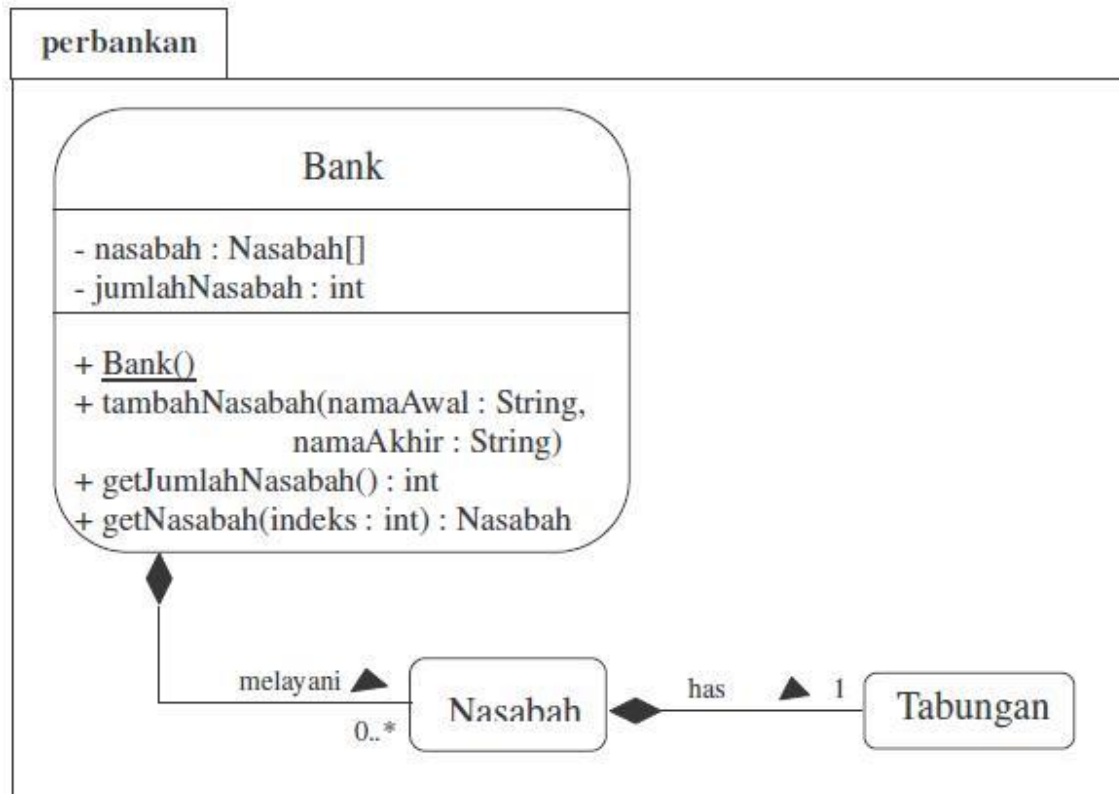 perbankan
Bank
- nasabah : Nasabah[]
- jumlahNasabah : int
+ Bank()
+ tambahNasabah(namaAwal : String,
namaAkhir : String)
+ getJumlahNasabah() : int
+ getNasabah(indeks : int) : Nasabah
melayani
0..*
Nasabah
has
1
Tabungan